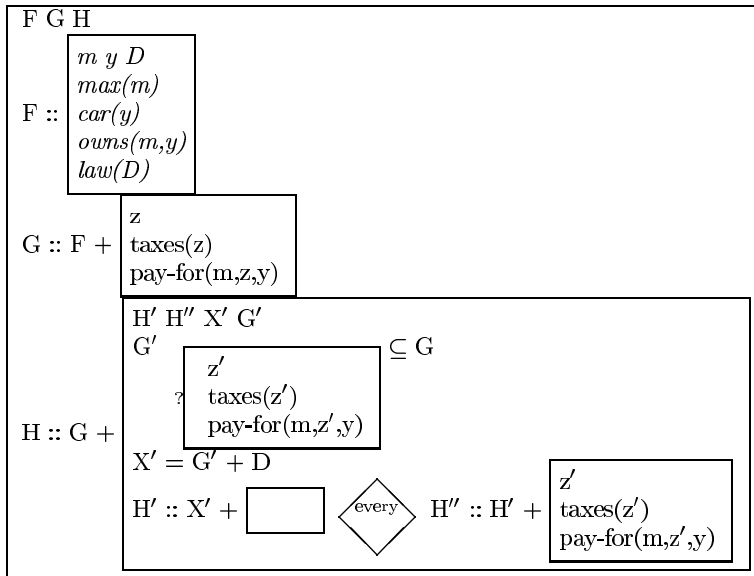 F G H
m y D
max(m)
F :: car(y)
owns(m,y)
law(D)
z
G :: F + taxes(z)
pay-for(m,z,y)
H′ H″ X′ G′
G′ ⊆ G
z′
? taxes(z′)
pay-for(m,z′,y)
H :: G +
X′ = G′ + D
z′
H′ :: X′ + every H″ :: H′ + taxes(z′)
pay-for(m,z′,y)